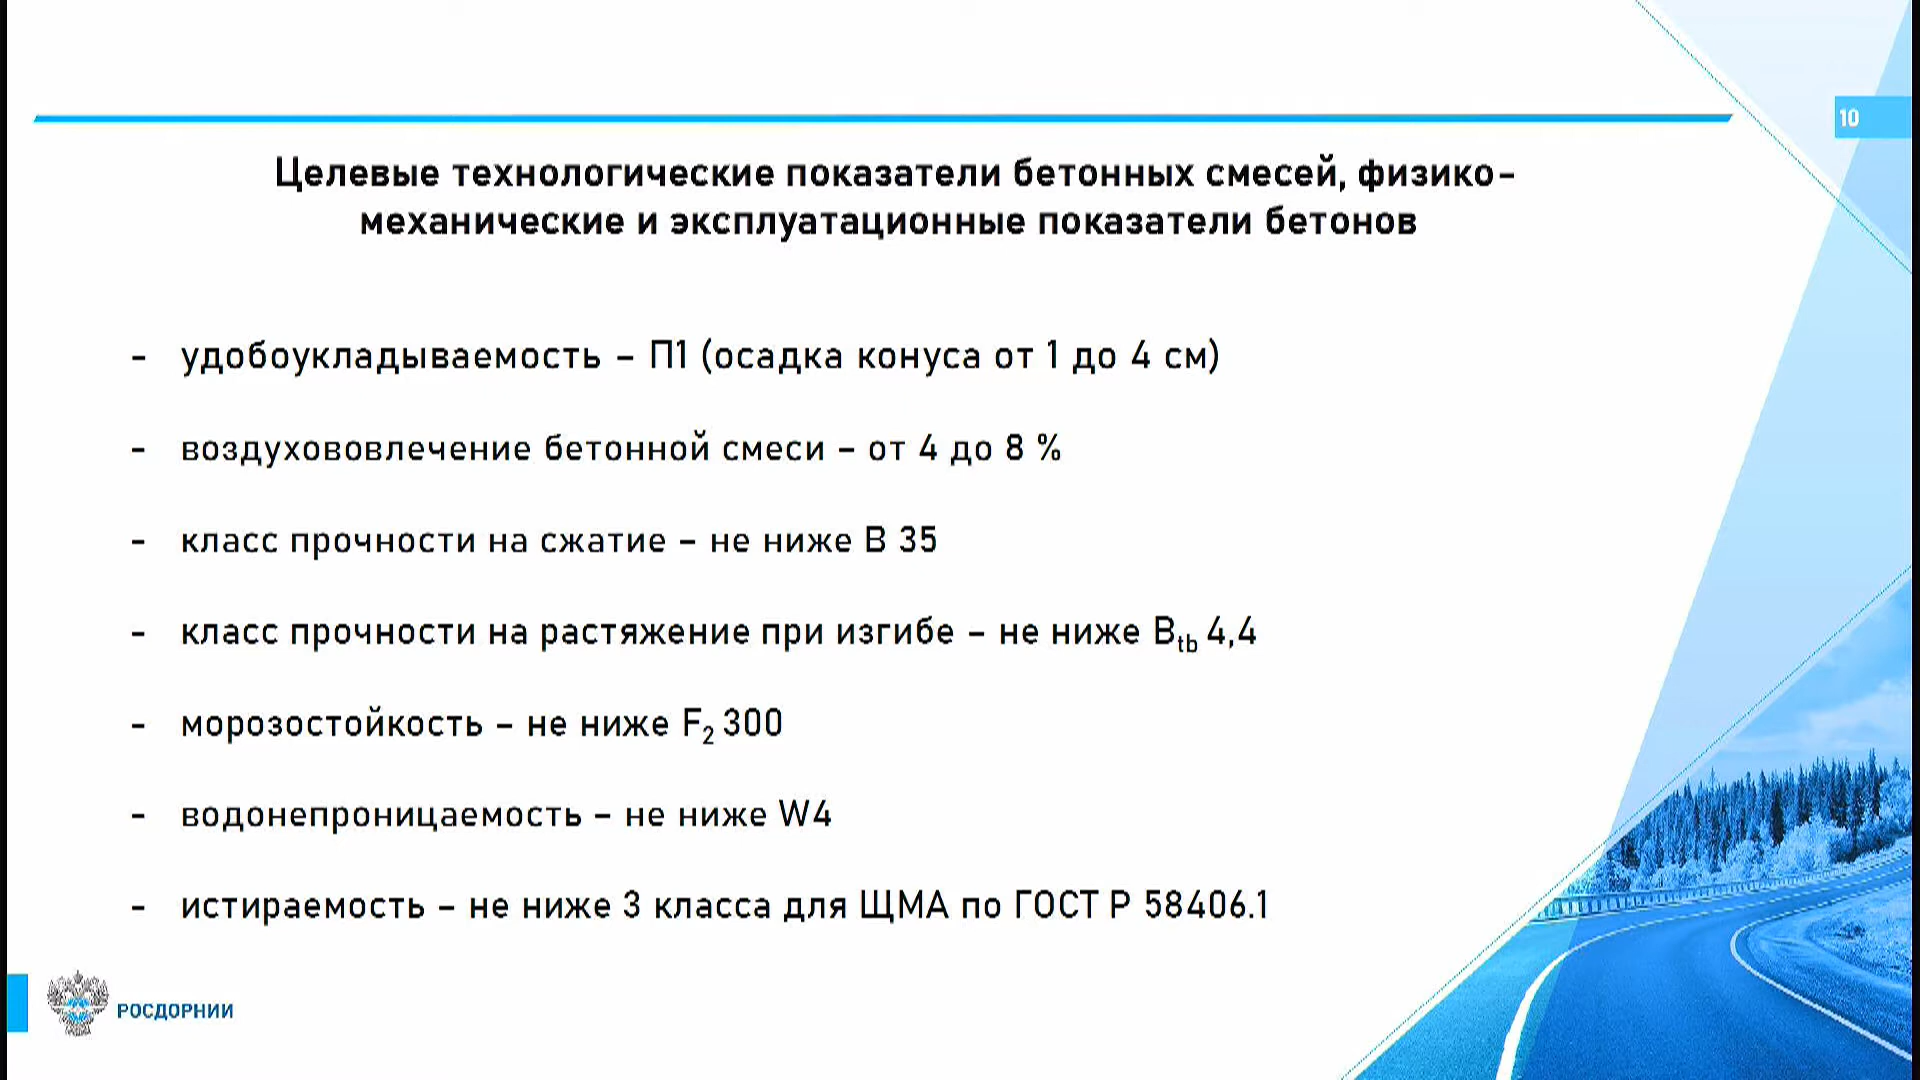 10
Целевые технологические показатели бетонных смесей, физико-
механические и эксплуатационные показатели бетонов
- удобоукладываемость – П1 (осадка конуса от 1 до 4 см)
- воздухововлечение бетонной смеси – от 4 до 8 %
- класс прочности на сжатие – не ниже В 35
- класс прочности на растяжение при изгибе – не ниже B_tb 4,4
- морозостойкость – не ниже F₂ 300
- водонепроницаемость – не ниже W4
- истираемость – не ниже 3 класса для ЩМА по ГОСТ Р 58406.1
РОСДОРНИИ